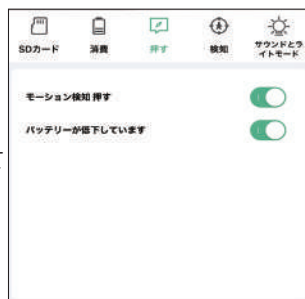 SDカード
消費
押す
検知
サウンドとラ
イトモード
モーション検知 押す
バッテリーが低下しています